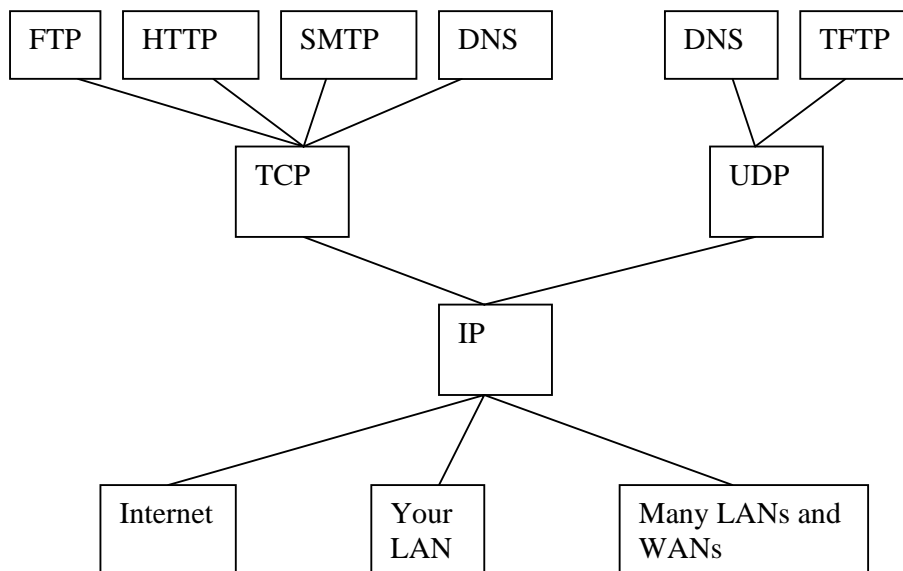 FTP
HTTP
SMTP
DNS
DNS
TFTP
TCP
UDP
IP
Internet
Your
LAN
Many LANs and
WANs